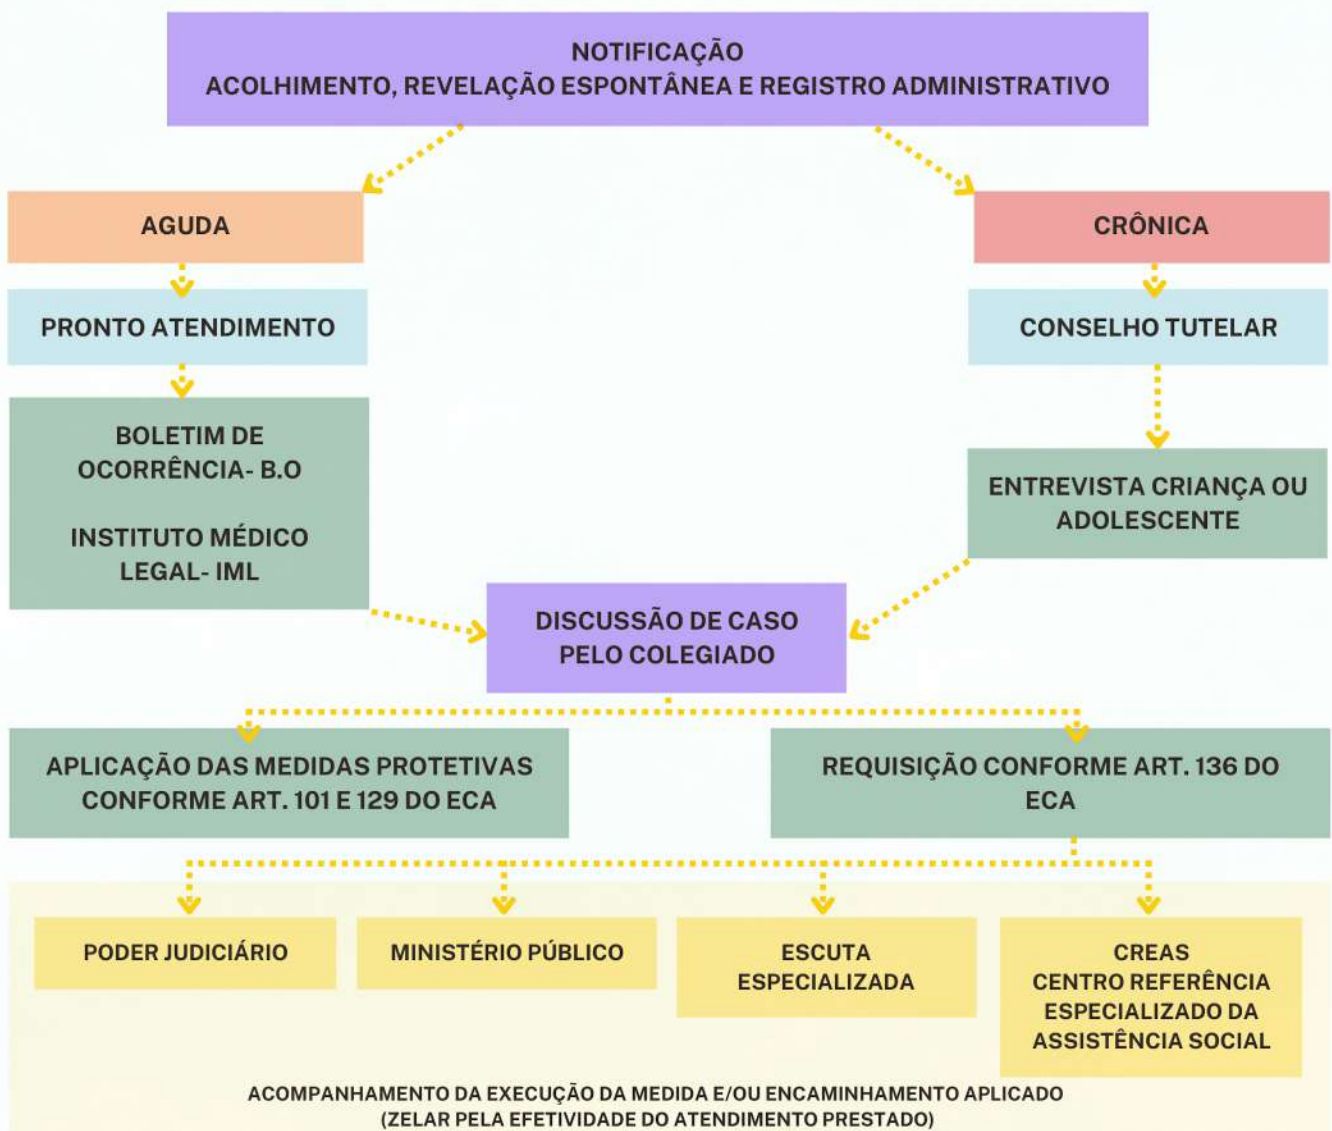 NOTIFICAÇÃO
ACOLHIMENTO, REVELAÇÃO ESPONTÂNEA E REGISTRO ADMINISTRATIVO
AGUDA
CRÔNICA
PRONTO ATENDIMENTO
CONSELHO TUTELAR
BOLETIM DE
OCORRÊNCIA- B.O
INSTITUTO MÉDICO
LEGAL- IML
ENTREVISTA CRIANÇA OU
ADOLESCENTE
DISCUSSÃO DE CASO
PELO COLEGIADO
APLICAÇÃO DAS MEDIDAS PROTETIVAS
CONFORME ART. 101 E 129 DO ECA
REQUISIÇÃO CONFORME ART. 136 DO
ECA
PODER JUDICIÁRIO
MINISTÉRIO PÚBLICO
ESCUTA
ESPECIALIZADA
CREAS
CENTRO REFERÊNCIA
ESPECIALIZADO DA
ASSISTÊNCIA SOCIAL
ACOMPANHAMENTO DA EXECUÇÃO DA MEDIDA E/OU ENCAMINHAMENTO APLICADO
(ZELAR PELA EFETIVIDADE DO ATENDIMENTO PRESTADO)